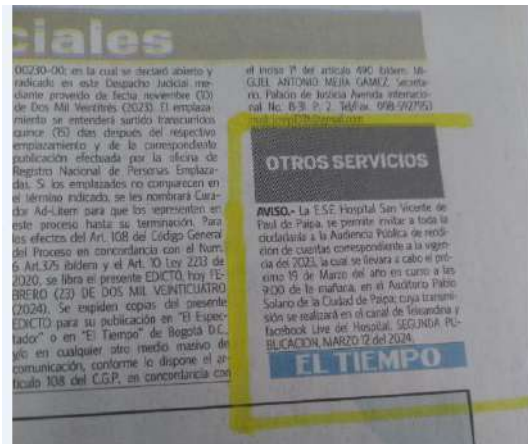 ciales
00230-00; en la cual se declaró abierto y
radicado en este Despacho Judicial me-
diante proveido de fecha noviembre (10)
de Dos Mil Veintitrés (2023). El emplaza-
miento se entenderá surtido transcurridos
quince (15) días después del respectivo
emplazamiento y de la correspondiente
publicación efectuada por la oficina de
Registro Nacional de Personas Emplaza-
das. Si los emplazados no comparecen en
el término indicado, se les nombrará Cura-
dor Ad-Litem para que los representen en
este proceso hasta su terminación. Para
los efectos del Art. 108 del Código General
del Proceso en concordancia con el Num.
6 Art.375 ibídem y el Art. 10 Ley 2213 de
2020, se libra el presente EDICTO, hoy FE-
BRERO (23) DE DOS MIL VEINTICUATRO
(2024). Se expiden copias del presente
EDICTO para su publicación en "El Espec-
tador" o en "El Tiempo" de Bogotá D.C.,
y/o en cualquier otro medio masivo de
comunicación, conforme lo dispone el ar-
tículo 108 del C.G.P., en concordancia con
el inciso 1º del artículo 490 ibídem. MI-
GUEL ANTONIO MEJIA GAMEZ. Secreta-
rio. Palacio de Justicia Avenida internacio-
nal No. 8-31 P. 2. Tel/Fax.
OTROS SERVICIOS
AVISO.- La E.S.E Hospital San Vicente de
Paul de Paipa, se permite invitar a toda la
ciudadanía a la Audiencia Pública de rendi-
ción de cuentas correspondiente a la vigen-
cia del 2023, la cual se llevara a cabo el pró-
ximo 19 de Marzo del año en curso a las
9:00 de la mañana, en el Auditorio Pablo
Solano de la Ciudad de Paipa; cuya transmi-
sión se realizará en el canal de Teleandina y
facebook Live del Hospital, SEGUNDA PU-
BLICACIÓN, MARZO 12 del 2024.
EL TIEMPO